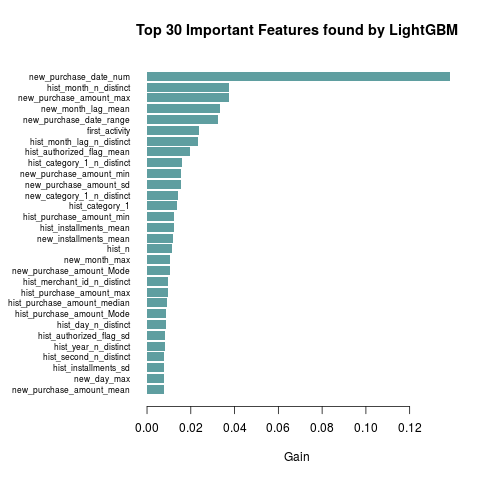 Top 30 Important Features found by LightGBM
new_purchase_date_num
hist_month_n_distinct
new_purchase_amount_max
new_month_lag_mean
new_purchase_date_range
first_activity
hist_month_lag_n_distinct
hist_authorized_flag_mean
hist_category_1_n_distinct
new_purchase_amount_min
new_purchase_amount_sd
new_category_1_n_distinct
hist_category_1
hist_purchase_amount_min
hist_installments_mean
new_installments_mean
hist_n
new_month_max
new_purchase_amount_Mode
hist_merchant_id_n_distinct
hist_purchase_amount_max
hist_purchase_amount_median
hist_purchase_amount_Mode
hist_day_n_distinct
hist_authorized_flag_sd
hist_year_n_distinct
hist_second_n_distinct
hist_installments_sd
new_day_max
new_purchase_amount_mean
0.00 0.02 0.04 0.06 0.08 0.10 0.12
Gain